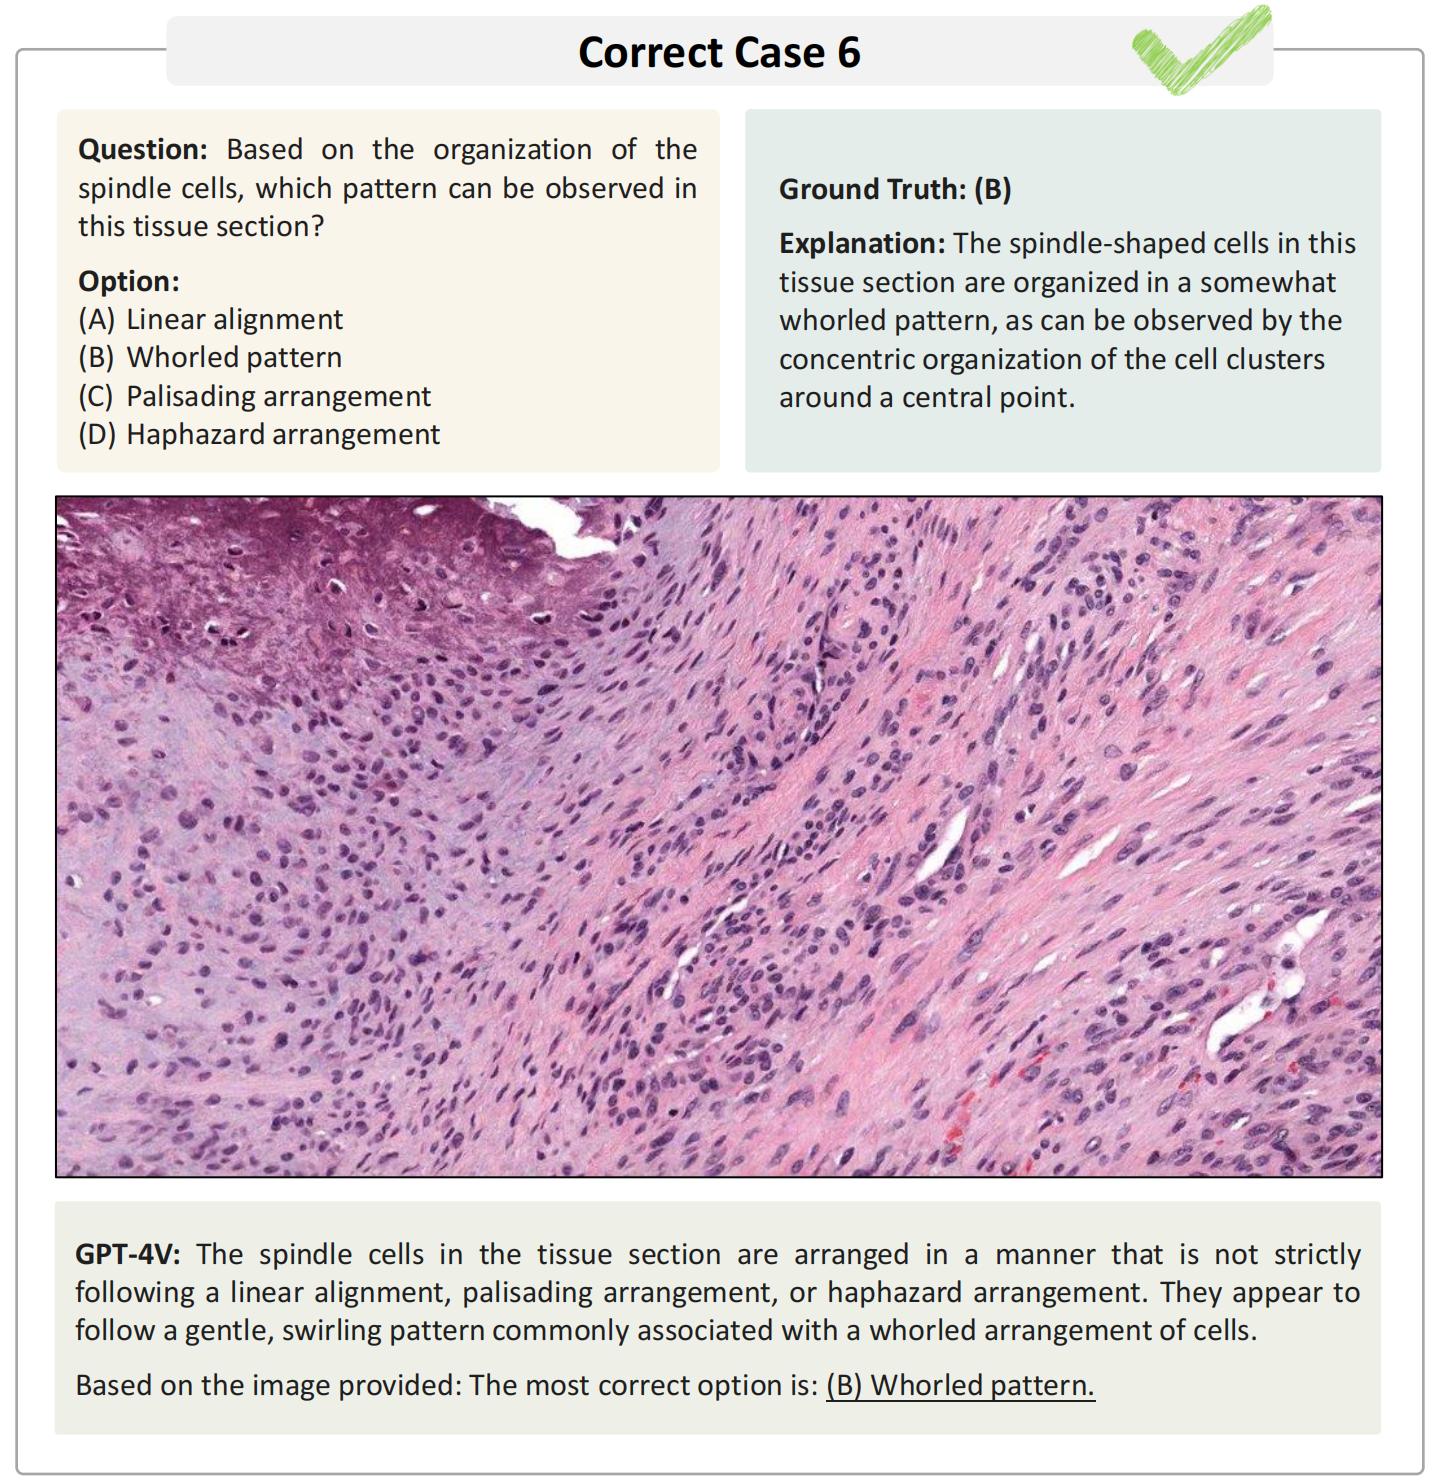 Correct Case 6
Question: Based on the organization of the
spindle cells, which pattern can be observed in
this tissue section?
Option:
(A) Linear alignment
(B) Whorled pattern
(C) Palisading arrangement
(D) Haphazard arrangement
Ground Truth: (B)
Explanation: The spindle-shaped cells in this
tissue section are organized in a somewhat
whorled pattern, as can be observed by the
concentric organization of the cell clusters
around a central point.
GPT-4V: The spindle cells in the tissue section are arranged in a manner that is not strictly
following a linear alignment, palisading arrangement, or haphazard arrangement. They appear to
follow a gentle, swirling pattern commonly associated with a whorled arrangement of cells.
Based on the image provided: The most correct option is: (B) Whorled pattern.